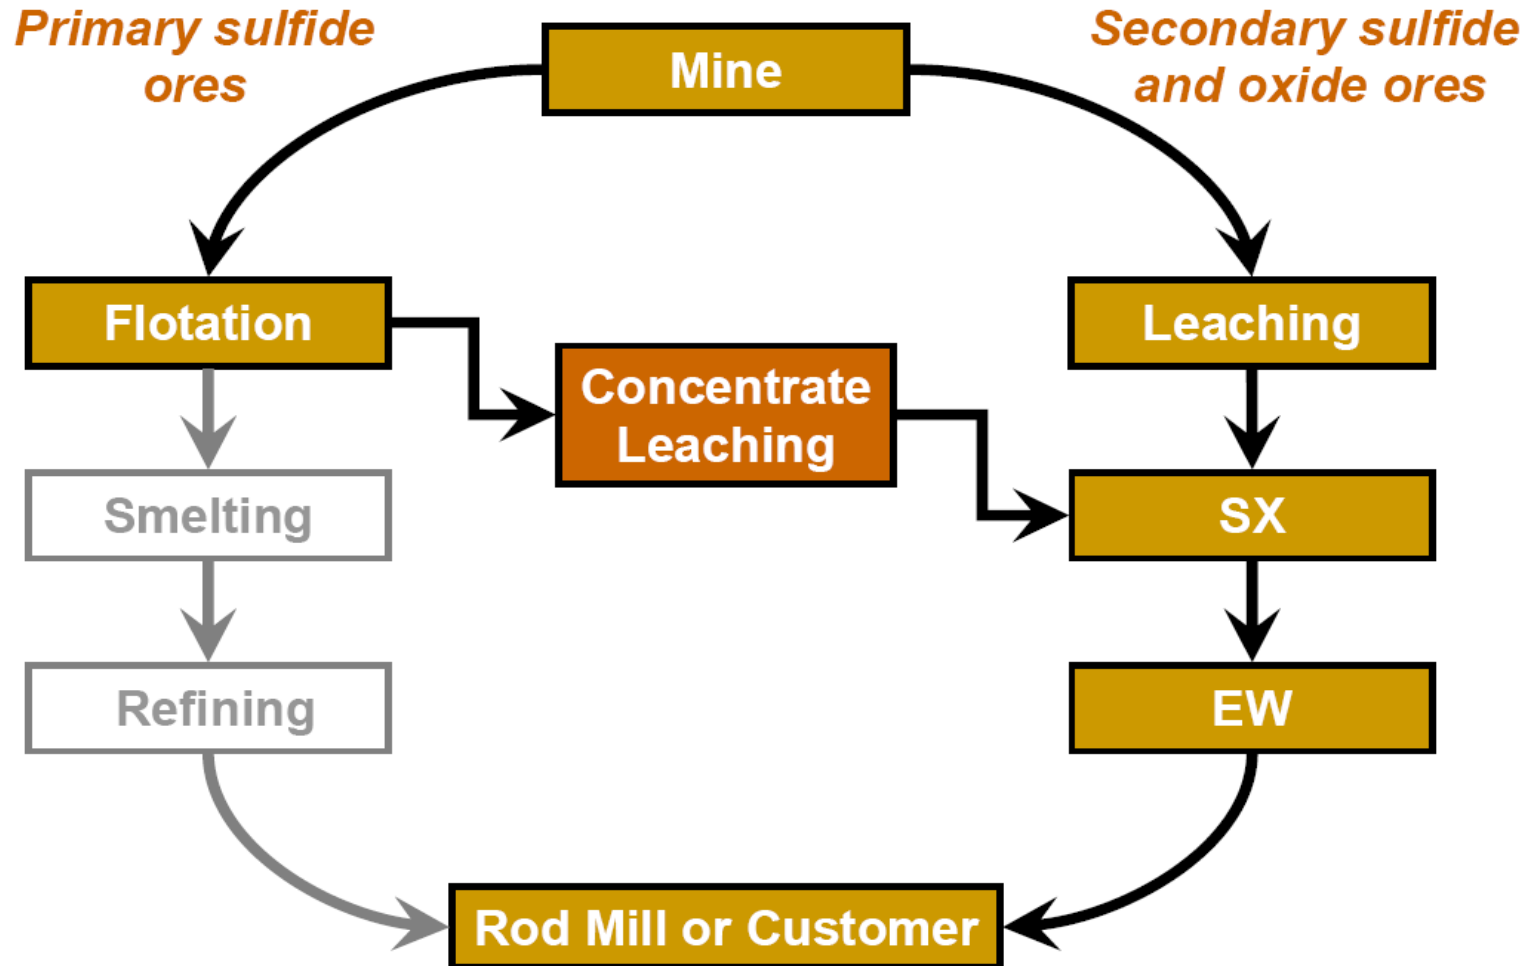 Primary sulfide
ores
Mine
Secondary sulfide
and oxide ores
Flotation
Leaching
Concentrate
Leaching
Smelting
SX
Refining
EW
Rod Mill or Customer